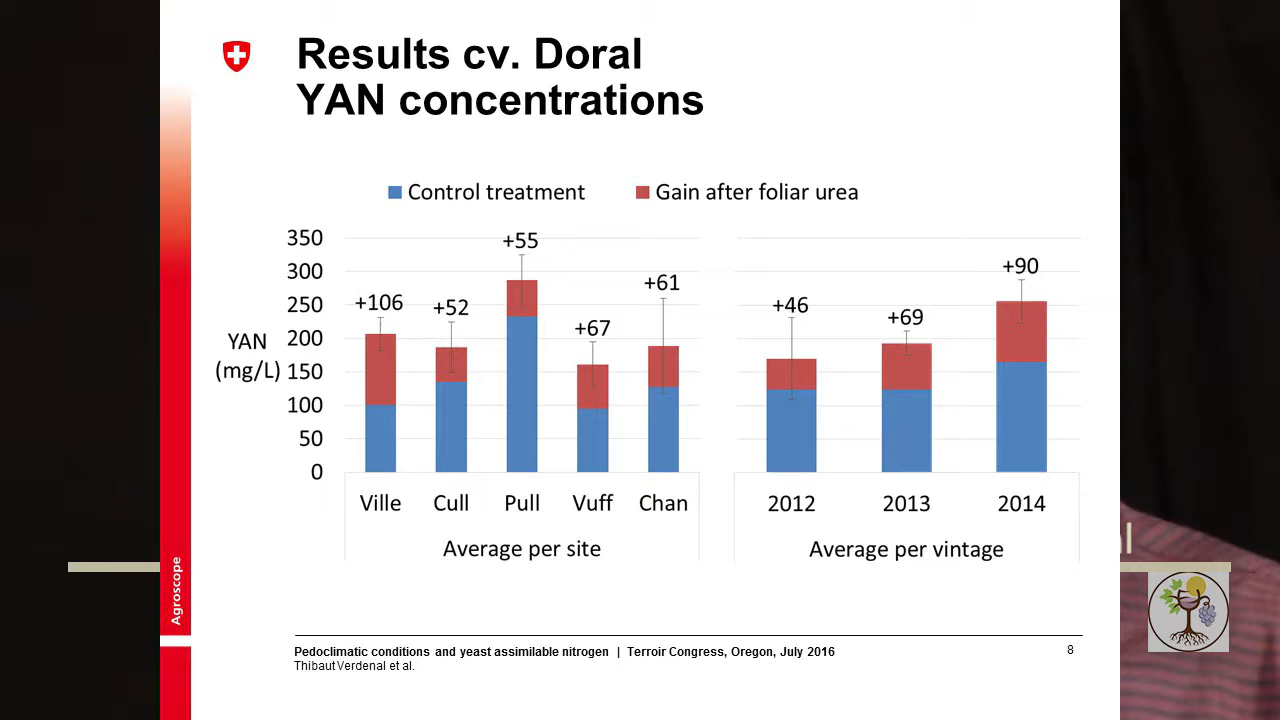 Results cv. Doral
YAN concentrations
Control treatment
Gain after foliar urea
350
300
250
200
150
100
50
0
YAN
(mg/L)
+106
+52
+55
+67
+61
Ville
Cull
Pull
Vuff
Chan
Average per site
+46
+69
+90
2012
2013
2014
Average per vintage
Agroscope
Pedoclimatic conditions and yeast assimilable nitrogen | Terroir Congress, Oregon, July 2016
8
Thibaut Verdenal et al.